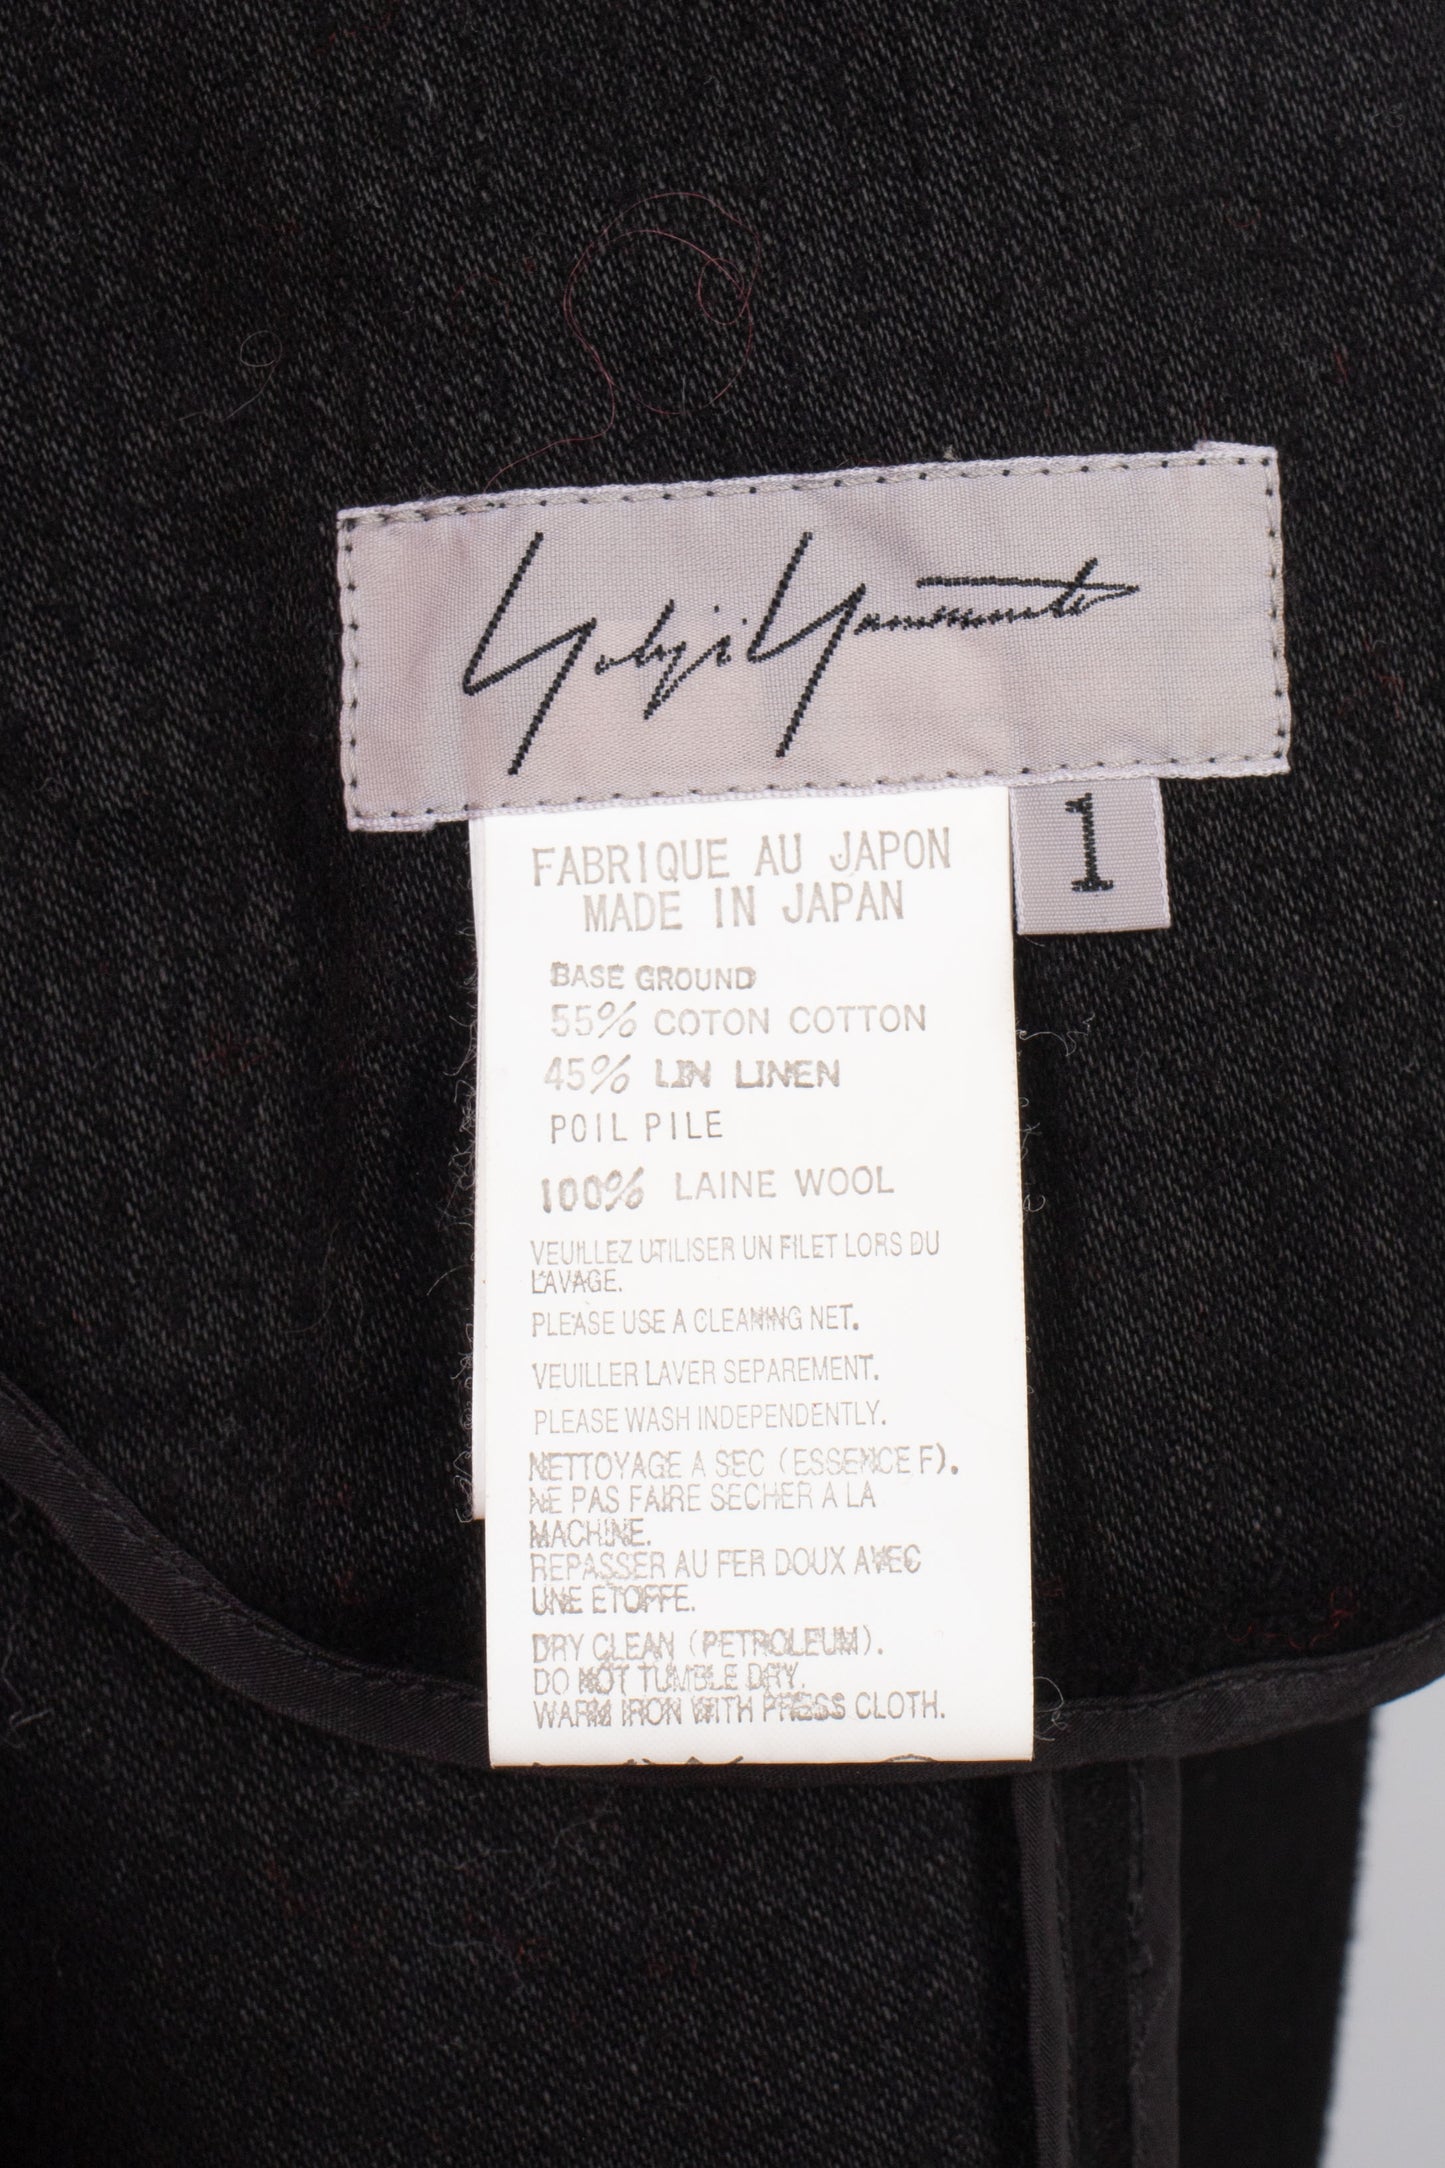 Yohji Yamamoto
1
FABRIQUE AU JAPON
MADE IN JAPAN
BASE GROUND
55% COTON COTTON
45% LIN LINEN
POIL PILE
100% LAINE WOOL
VEUILLEZ UTILISER UN FILET LORS DU
LAVAGE.
PLEASE USE A CLEANING NET.
VEUILLER LAVER SEPAREMENT.
PLEASE WASH INDEPENDENTLY.
NETTOYAGE A SEC (ESSENCE F).
NE PAS FAIRE SECHER A LA
MACHINE.
REPASSER AU FER DOUX AVEC
UNE ETOFFE.
DRY CLEAN (PETROLEUM).
DO NOT TUMBLE DRY.
WARM IRON WITH PRESS CLOTH.